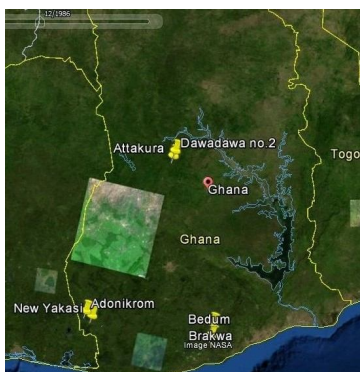 12/1986
Attakura
Dawadawa no.2
Togo
Ghana
Ghana
New Yakasi
Adonikrom
Bedum
Brakwa
Image NASA